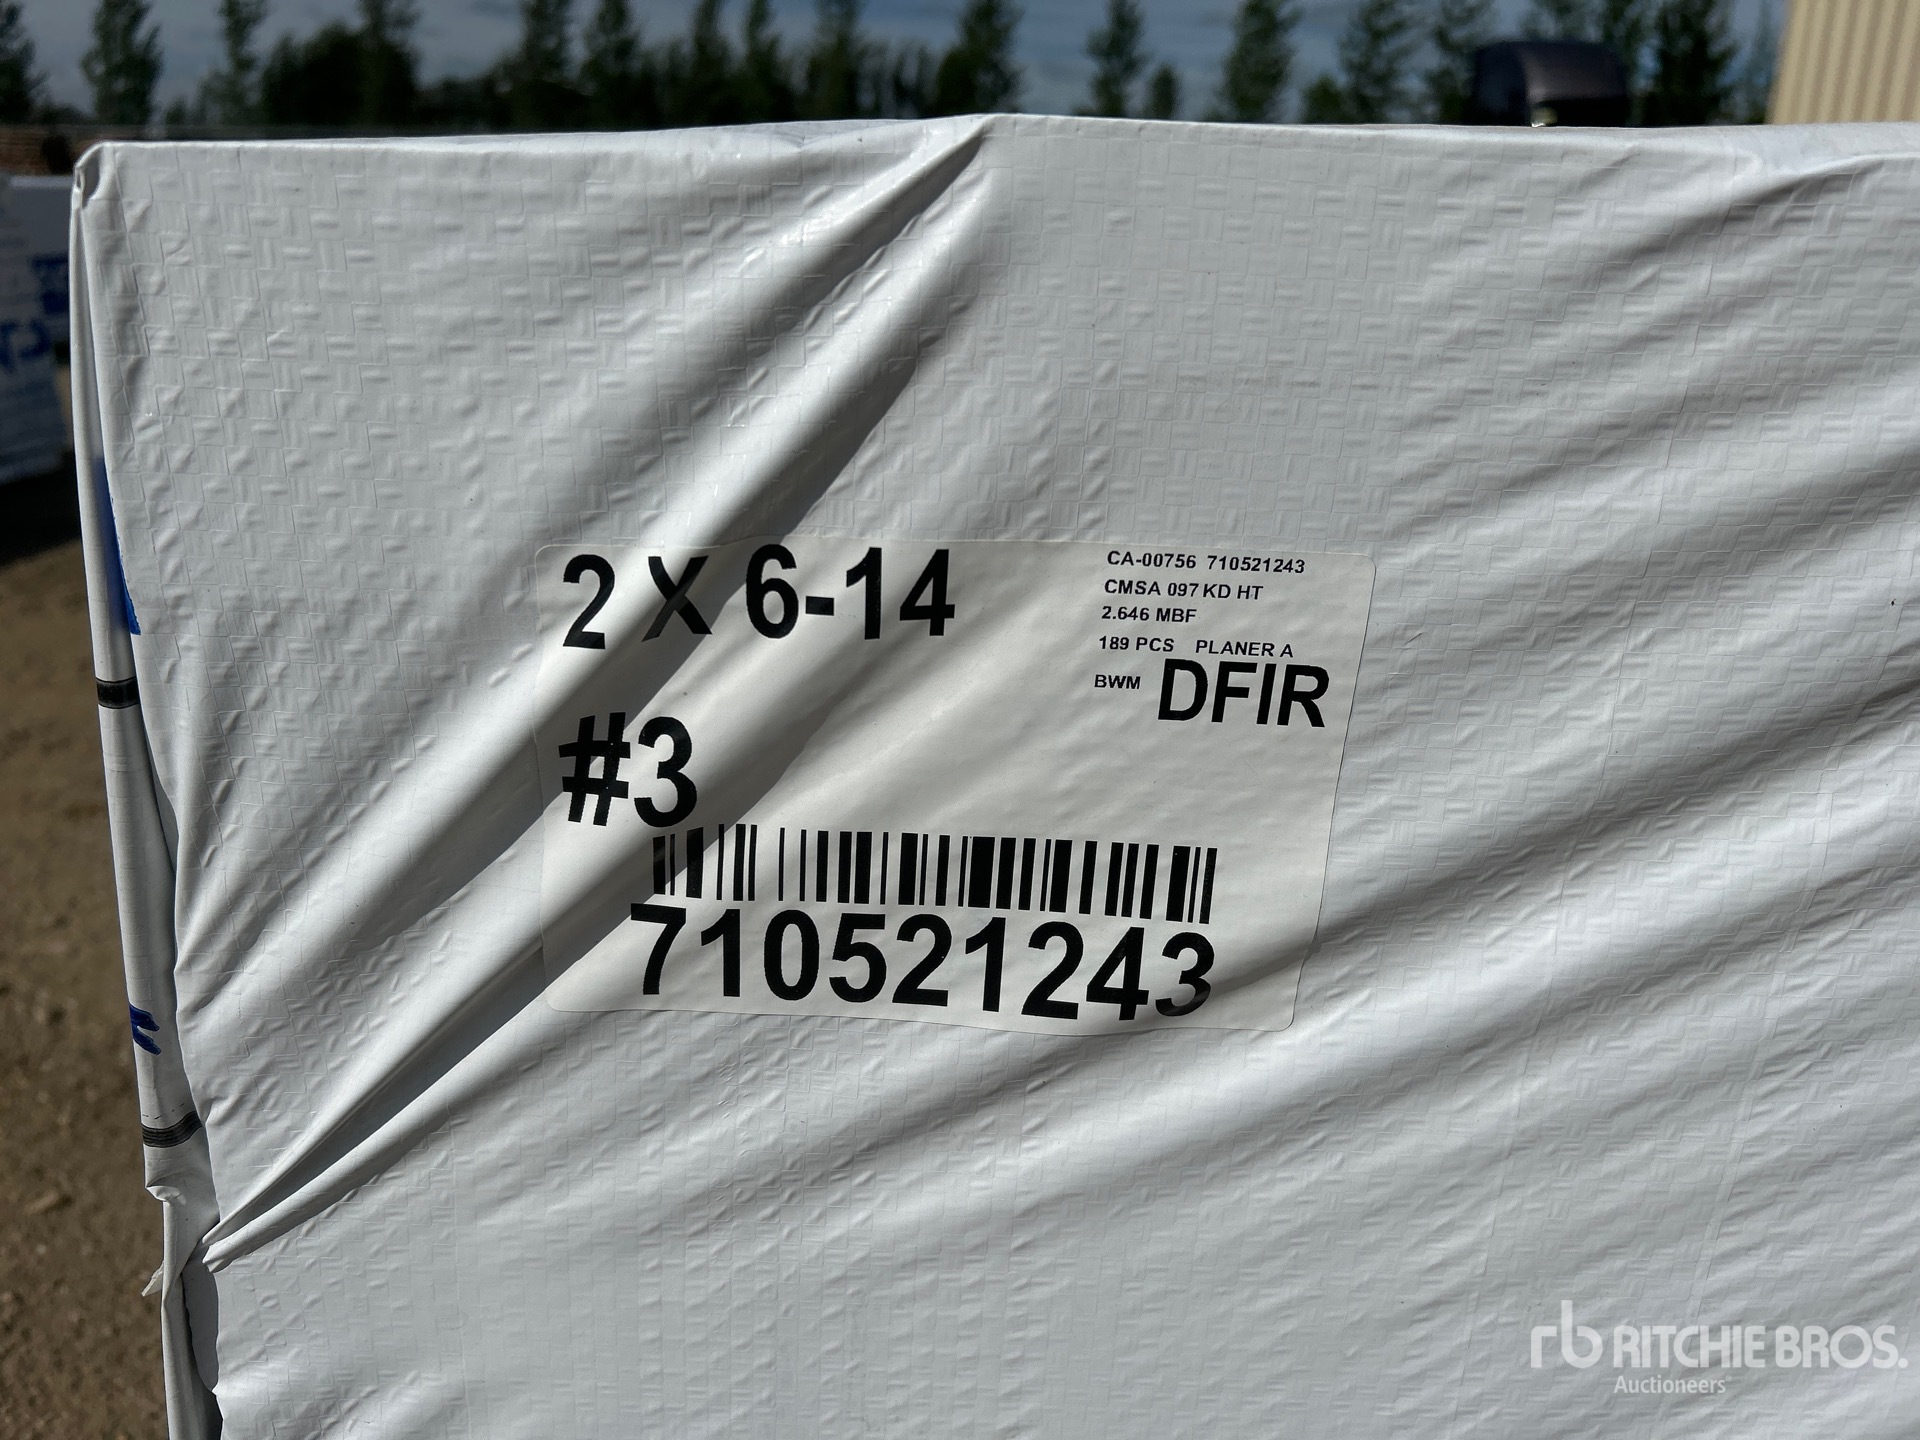 2 X 6-14
CA-00756 710521243
CMSA 097 KD HT
2.646 MBF
189 PCS PLANER A
BWM DFIR
#3
710521243
rb RITCHIE BROS.
Auctioneers